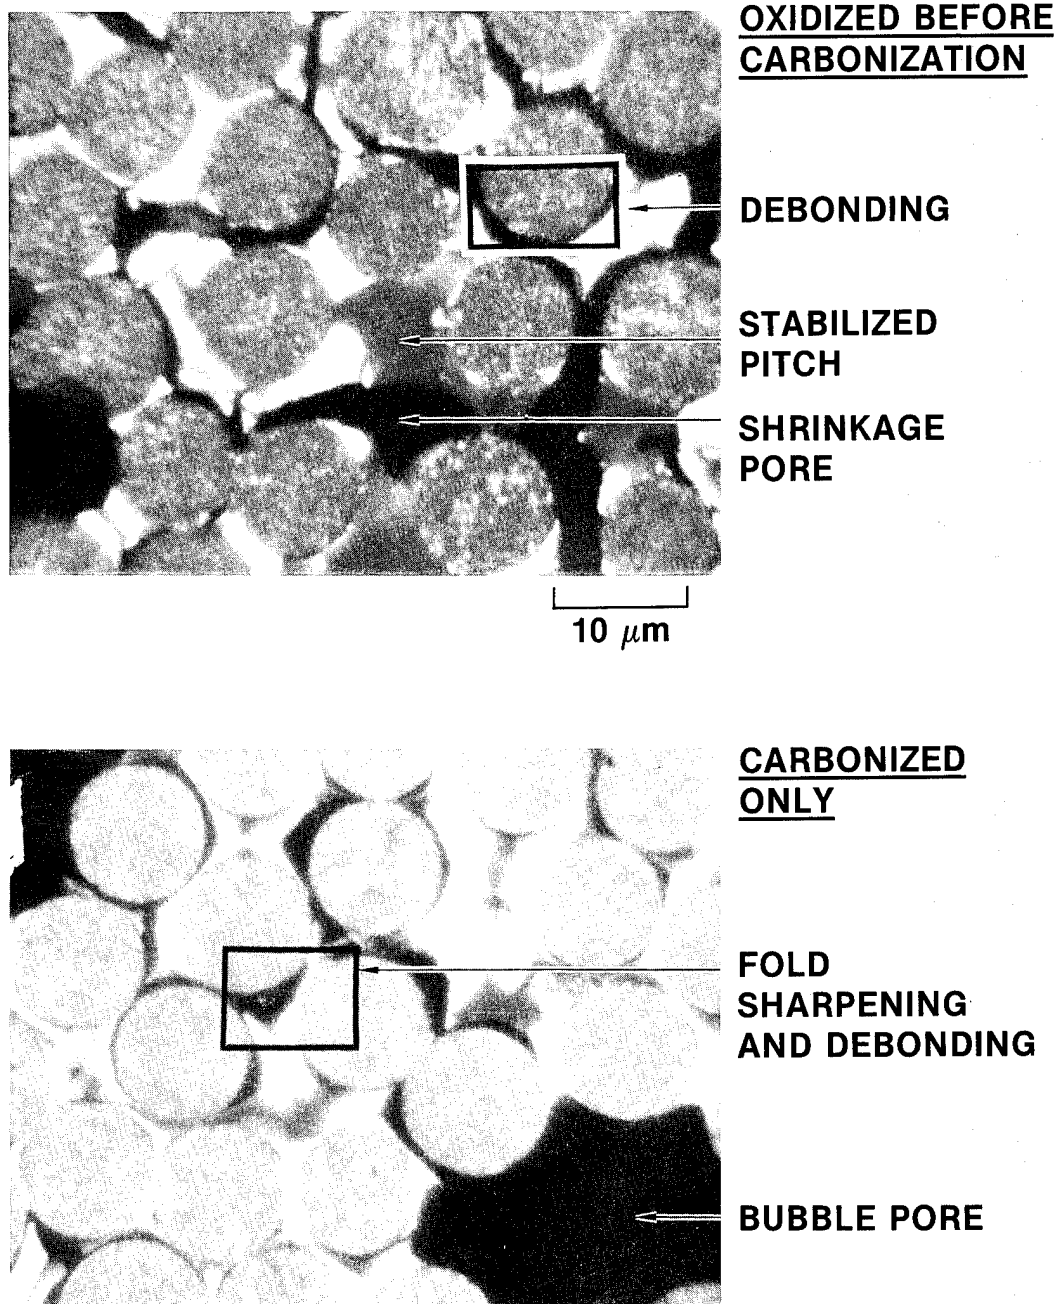 OXIDIZED BEFORE
CARBONIZATION
DEBONDING
STABILIZED
PITCH
SHRINKAGE
PORE
10 μm
CARBONIZED
ONLY
FOLD
SHARPENING
AND DEBONDING
BUBBLE PORE